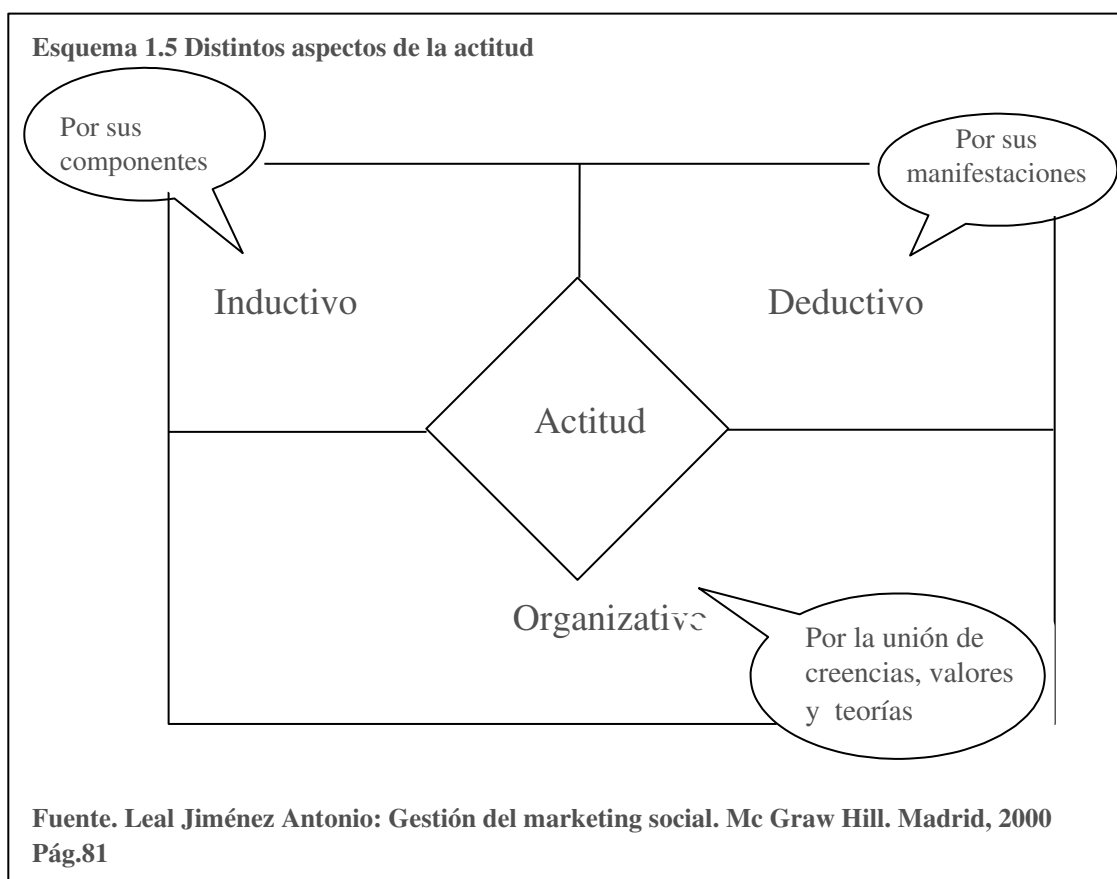 Esquema 1.5 Distintos aspectos de la actitud
Por sus
componentes
Por sus
manifestaciones
Inductivo
Deductivo
Actitud
Organizativo
Por la unión de
creencias, valores
y teorías
Fuente. Leal Jiménez Antonio: Gestión del marketing social. Mc Graw Hill. Madrid, 2000
Pág.81